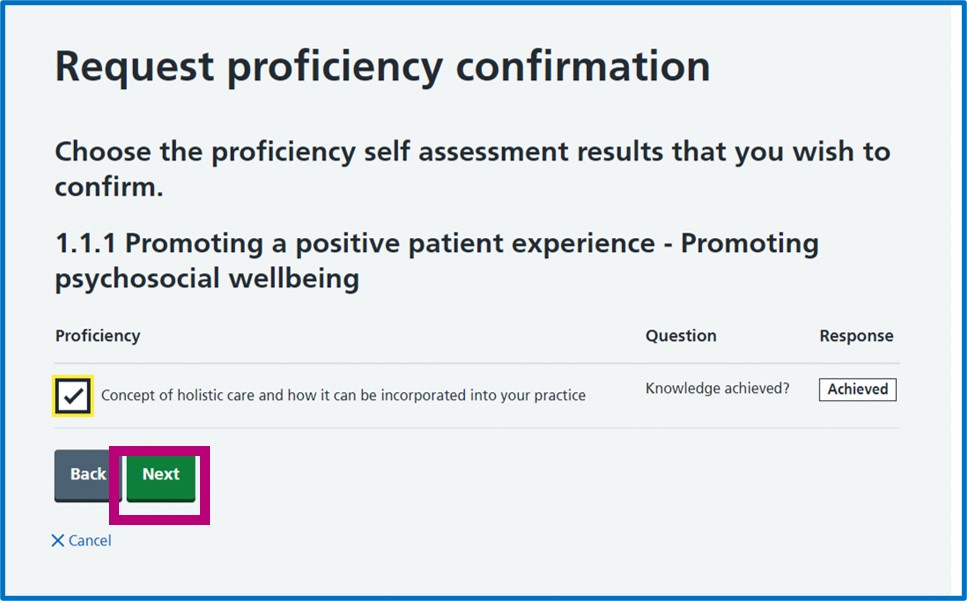 Request proficiency confirmation
Choose the proficiency self assessment results that you wish to
confirm.
1.1.1 Promoting a positive patient experience - Promoting
psychosocial wellbeing
Proficiency Question Response
Concept of holistic care and how it can be incorporated into your practice Knowledge achieved? Achieved
Back Next
Cancel